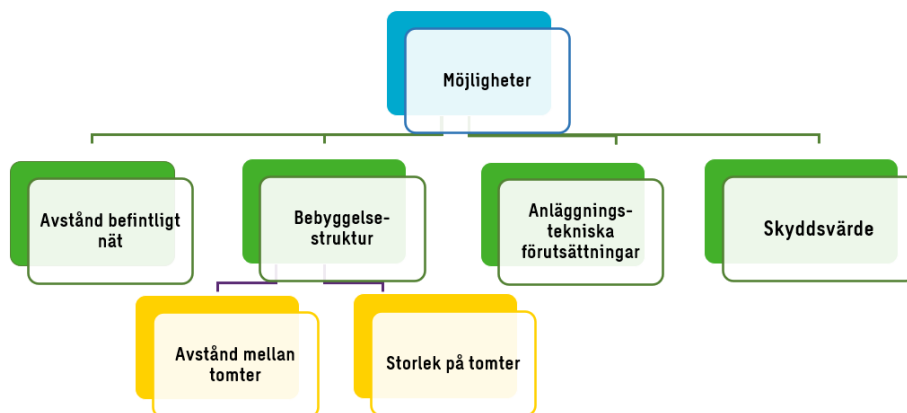 Möjligheter
Avstånd befintligt
nät
Bebyggelse-
struktur
Anläggnings-
tekniska
förutsättningar
Skyddsvärde
Avstånd mellan
tomter
Storlek på tomter